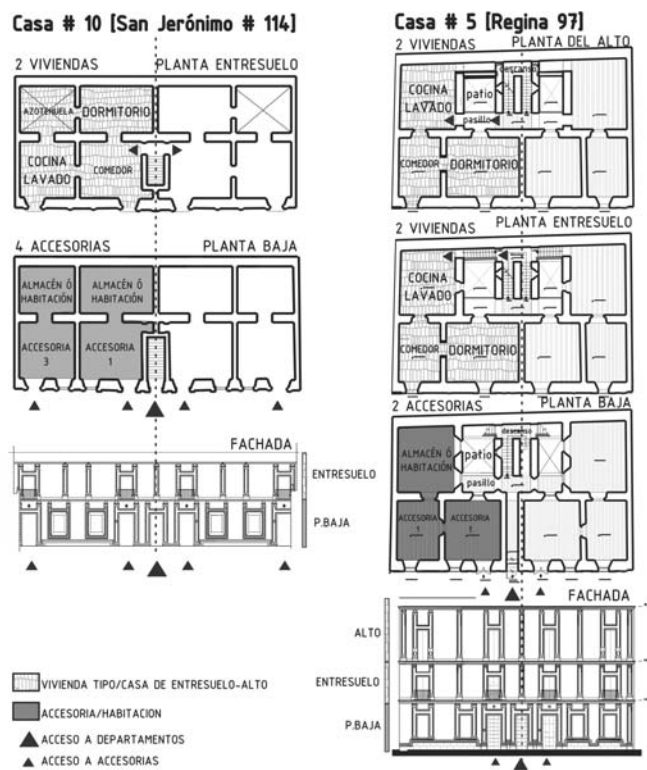 Casa # 10 [San Jerónimo # 114]
2 VIVIENDAS PLANTA ENTRESUELO
AZOTEHUELA
DORMITORIO
COCINA
LAVADO
COMEDOR
4 ACCESORIAS PLANTA BAJA
ALMACÉN Ó
HABITACIÓN
ALMACÉN Ó
HABITACIÓN
ACCESORIA
3
ACCESORIA
1
FACHADA
ENTRESUELO
P.BAJA
VIVIENDA TIPO/CASA DE ENTRESUELO-ALTO
ACCESORIA/HABITACION
ACCESO A DEPARTAMENTOS
ACCESO A ACCESORIAS
Casa # 5 [Regina 97]
2 VIVIENDAS PLANTA DEL ALTO
descanso
COCINA
LAVADO
patio
pasillo
COMEDOR
DORMITORIO
2 VIVIENDAS PLANTA ENTRESUELO
COCINA
LAVADO
COMEDOR
DORMITORIO
2 ACCESORIAS PLANTA BAJA
descanso
ALMACÉN Ó
HABITACIÓN
patio
pasillo
ACCESORIA
1
ACCESORIA
FACHADA
ALTO
ENTRESUELO
P.BAJA